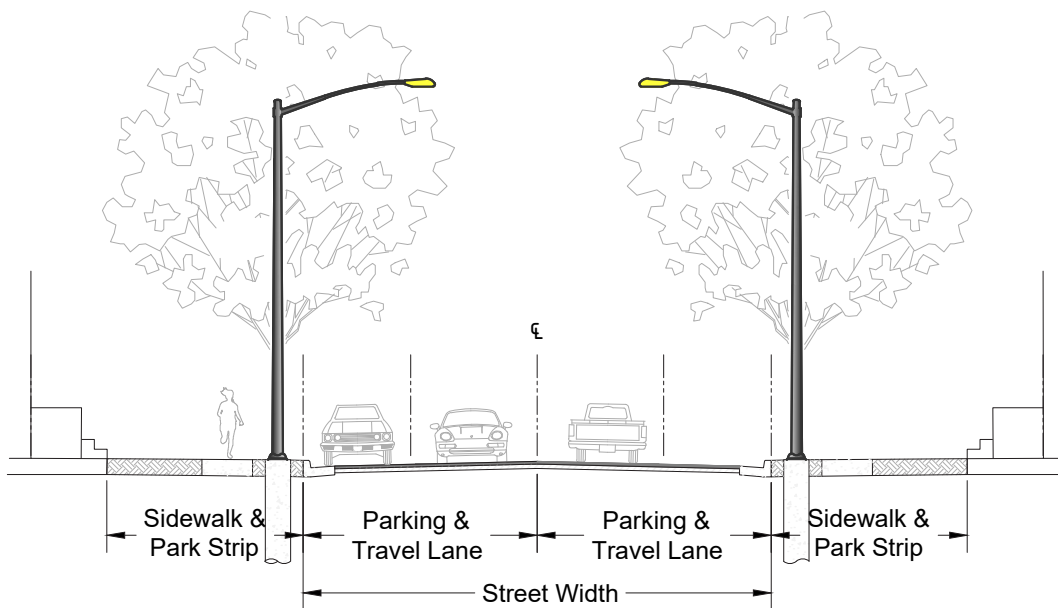 ℄
Sidewalk &
Park Strip
Parking &
Travel Lane
Parking &
Travel Lane
Sidewalk &
Park Strip
Street Width